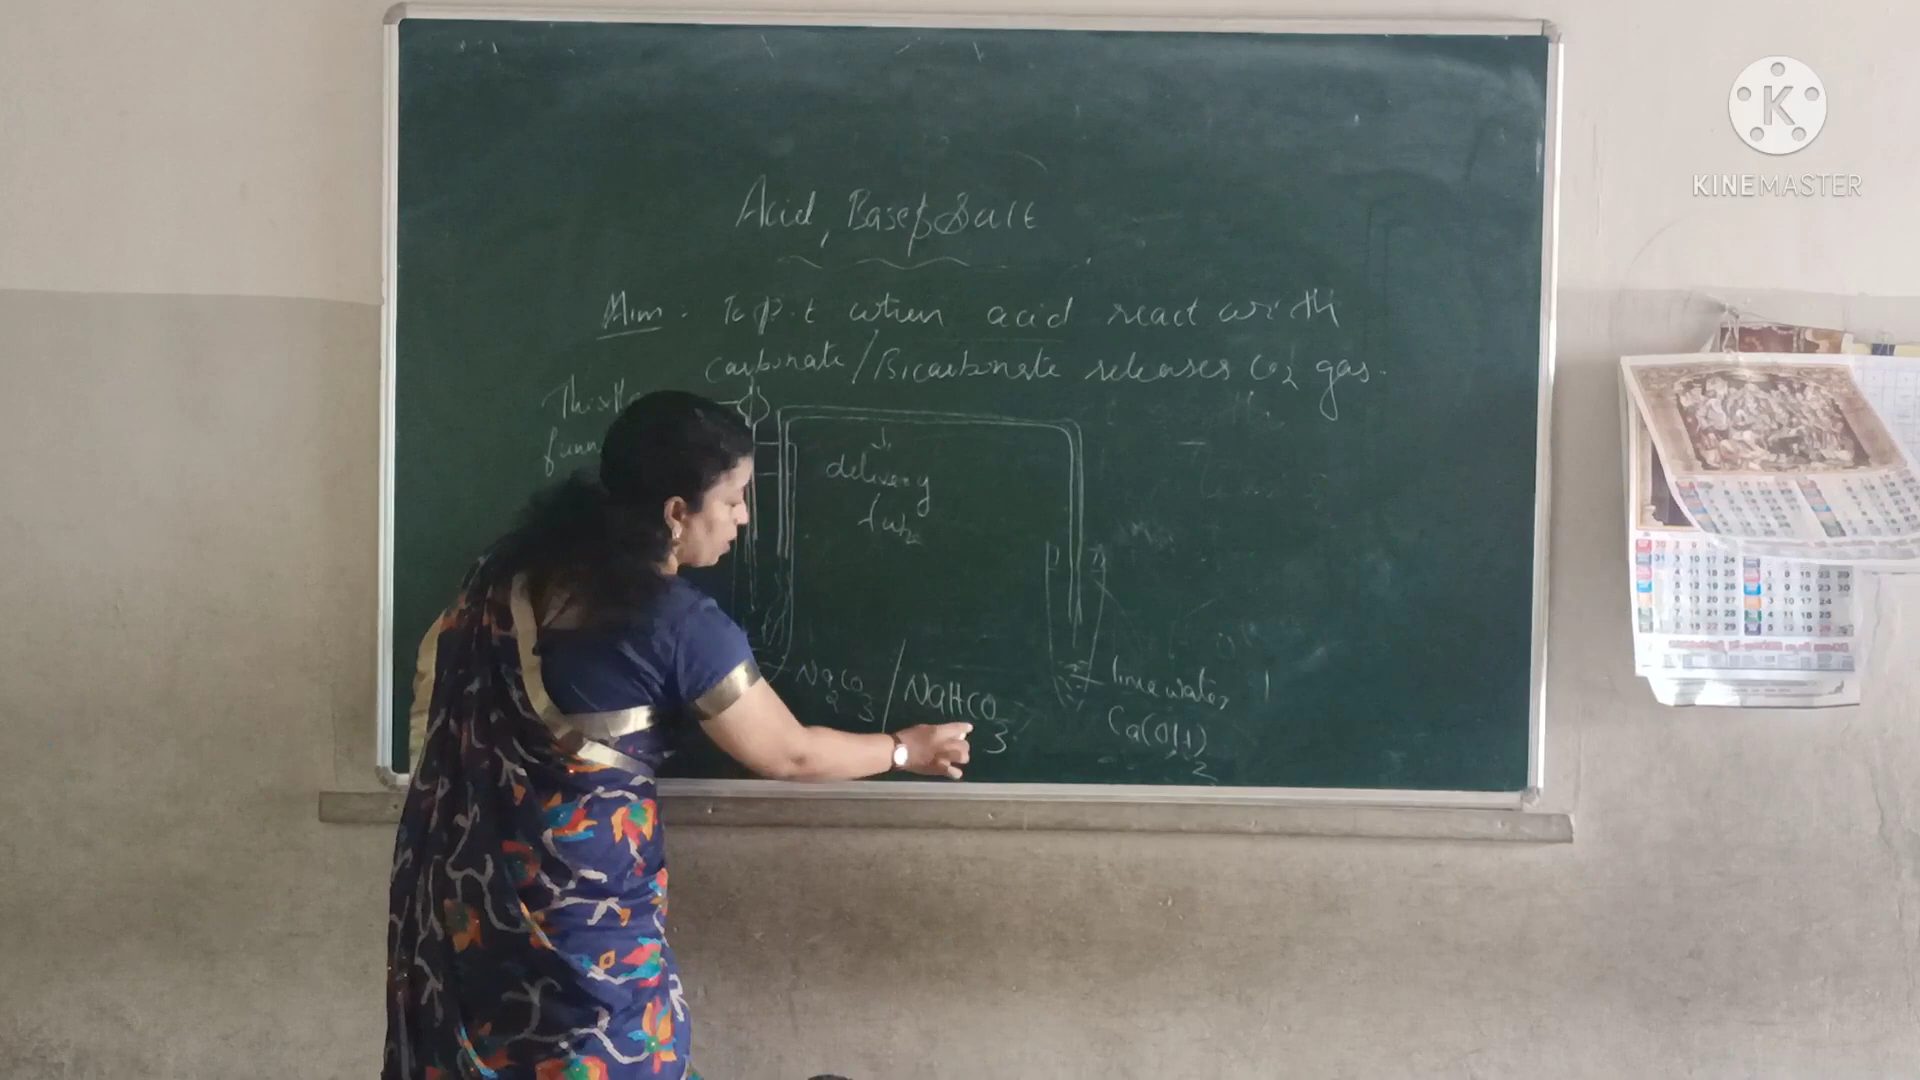 KINEMASTER
Acid, Base & Salt
Aim : To p.t when acid react with
carbonate / Bicarbonate releases CO2 gas.
delivery
tube
Na2CO3 / NaHCO3
lime water
Ca(OH)2